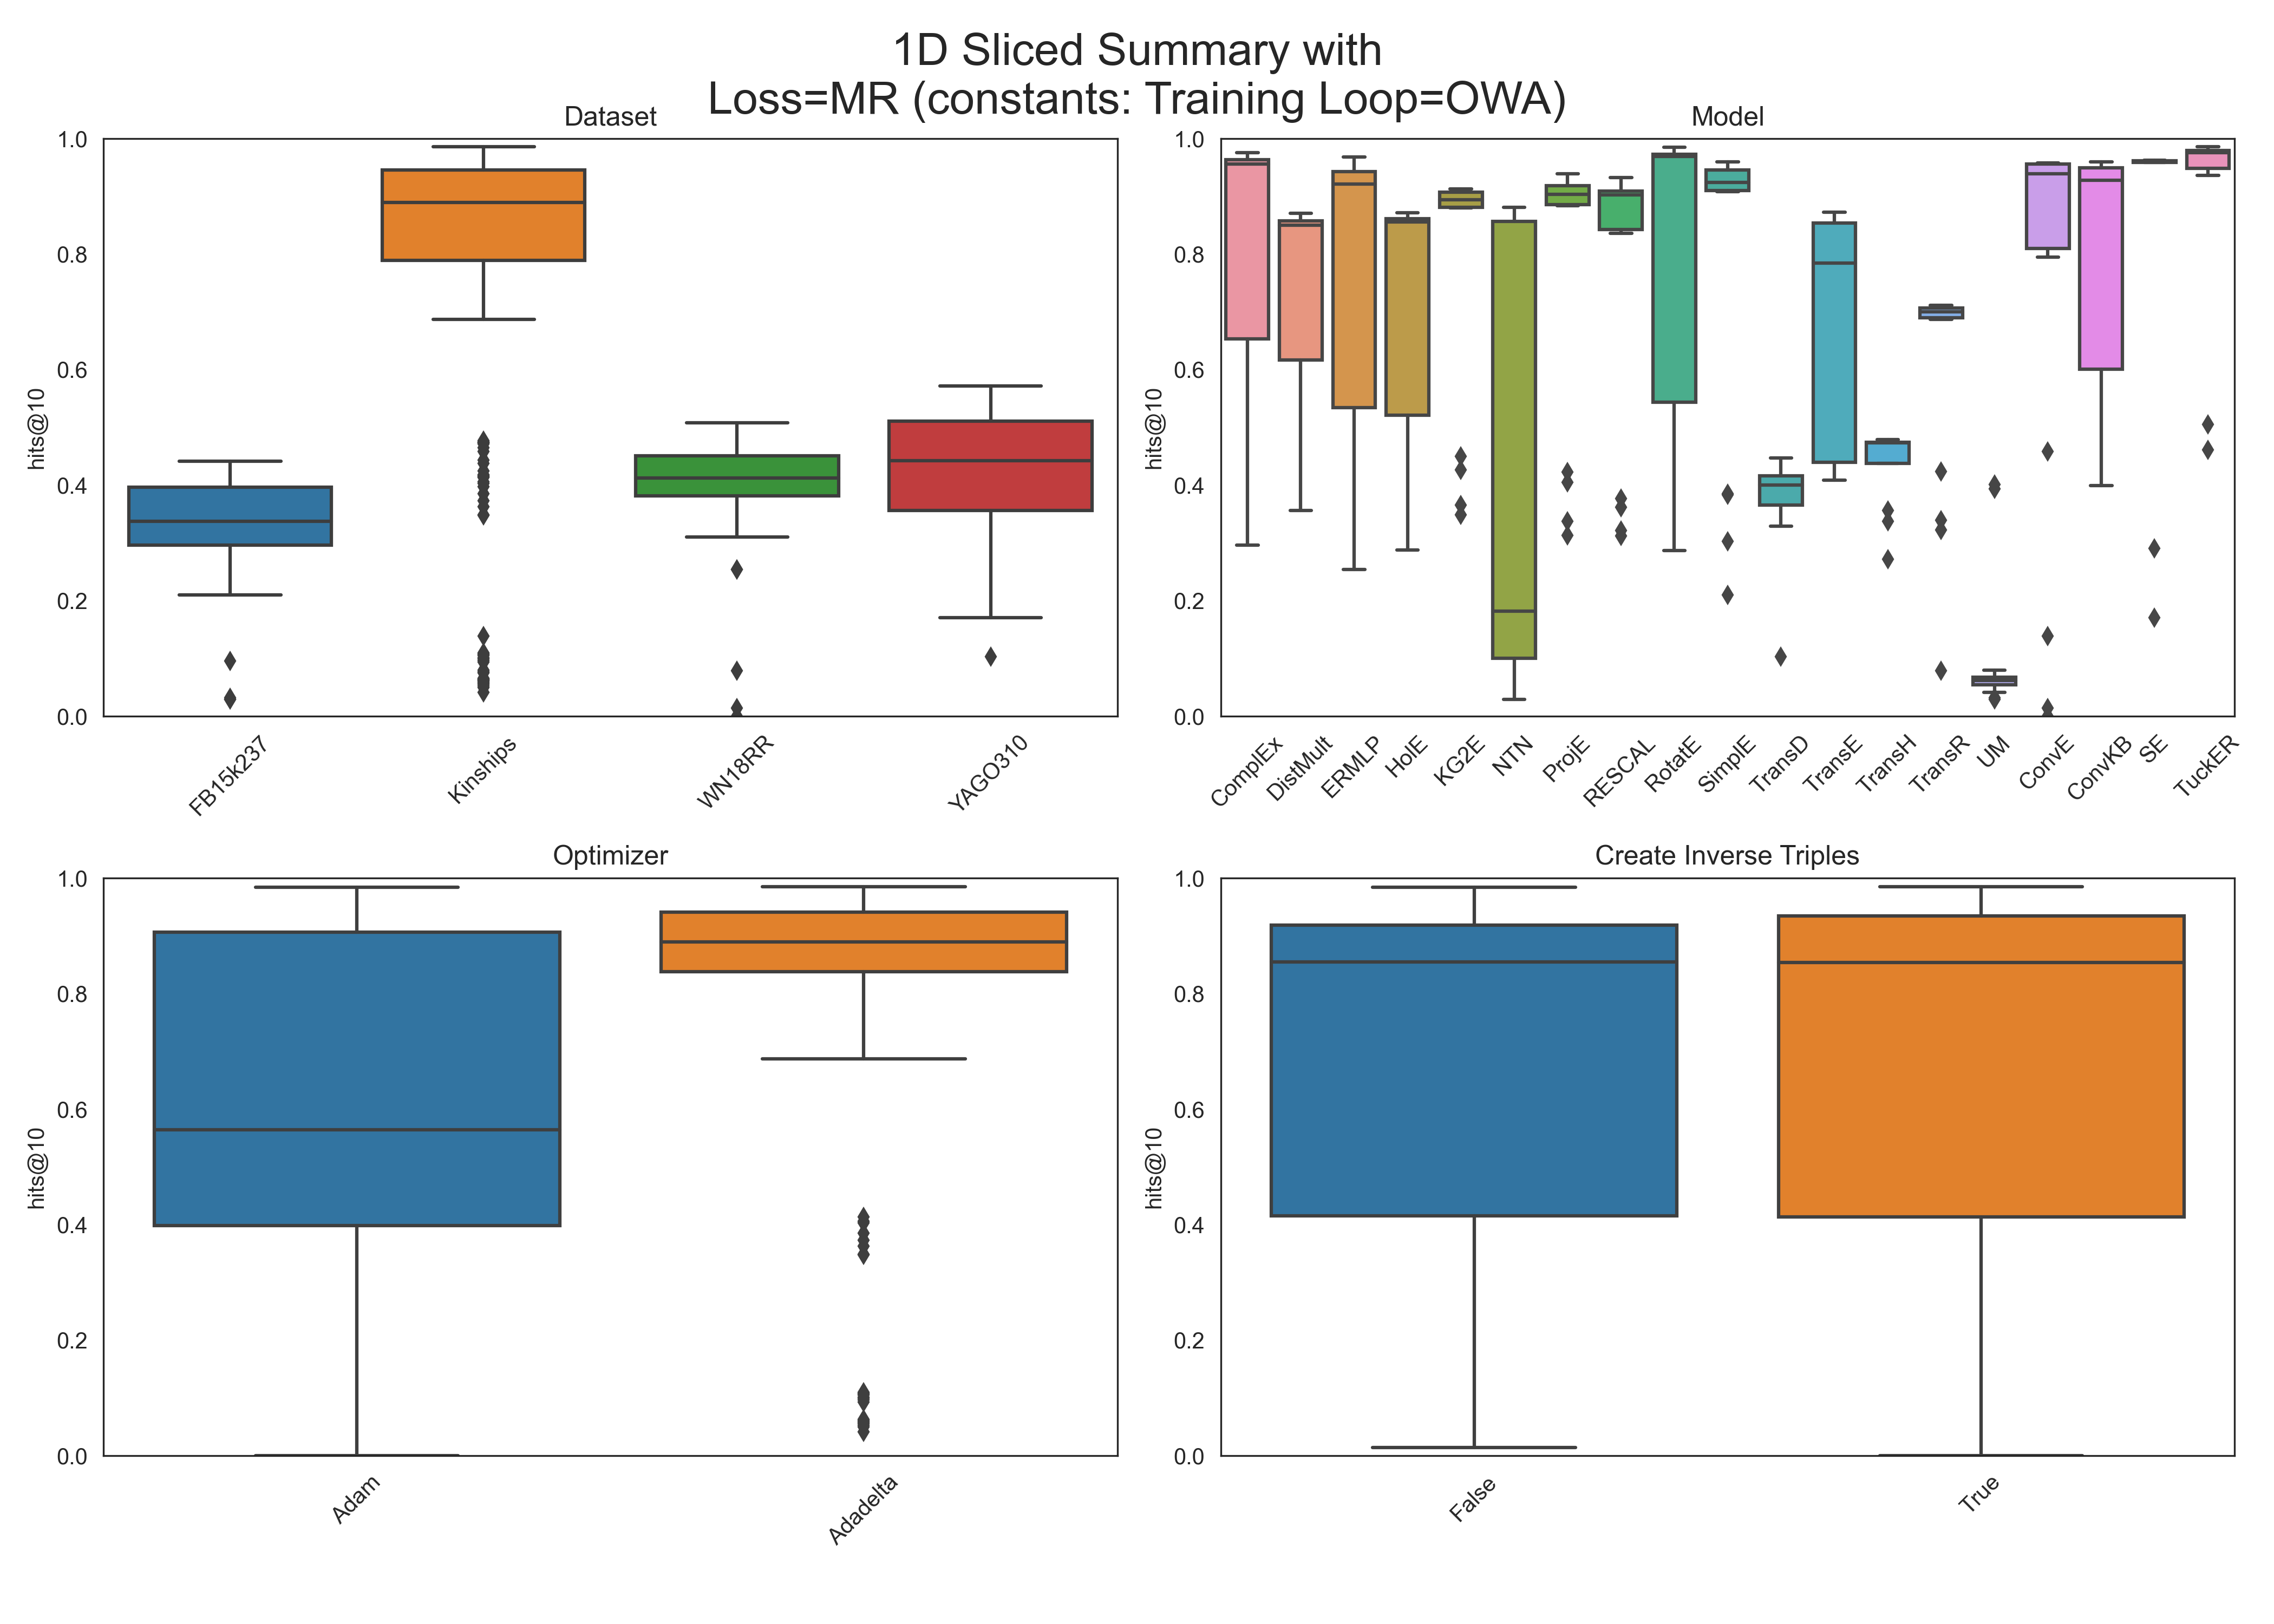 1D Sliced Summary with
Loss=MR (constants: Training Loop=OWA)
Dataset
hits@10
1.0
0.8
0.6
0.4
0.2
0.0
FB15k237
Kinships
WN18RR
YAGO310
Model
hits@10
1.0
0.8
0.6
0.4
0.2
0.0
ComplEx
DistMult
ERMLP
HolE
KG2E
NTN
ProjE
RESCAL
RotatE
SimplE
TransD
TransE
TransH
TransR
UM
ConvE
ConvKB
SE
TuckER
Optimizer
hits@10
1.0
0.8
0.6
0.4
0.2
0.0
Adam
Adadelta
Create Inverse Triples
hits@10
1.0
0.8
0.6
0.4
0.2
0.0
False
True